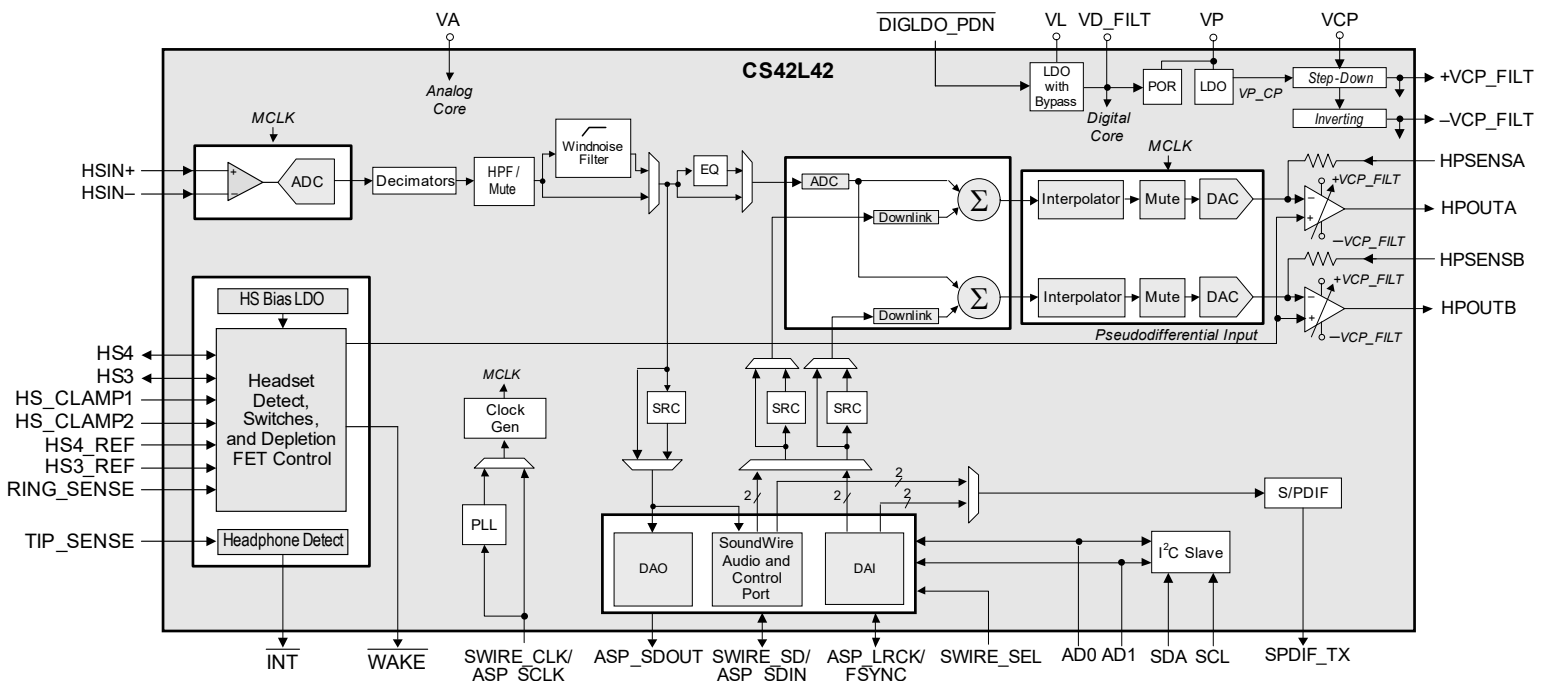 DIGLDO_PDN
VA
VL
VD_FILT
VP
VCP
CS42L42
Analog
Core
LDO
with
Bypass
POR
LDO
VP_CP
Step-Down
+VCP_FILT
Digital
Core
Inverting
–VCP_FILT
MCLK
HSIN+
HSIN–
+
–
ADC
Decimators
HPF /
Mute
Windnoise
Filter
EQ
ADC
Downlink
Σ
Downlink
Σ
MCLK
Interpolator
Mute
DAC
Interpolator
Mute
DAC
Pseudodifferential Input
HPSENSA
+VCP_FILT
–
+
HPOUTA
–VCP_FILT
HPSENSB
+VCP_FILT
–
+
HPOUTB
–VCP_FILT
HS Bias LDO
HS4
HS3
HS_CLAMP1
HS_CLAMP2
HS4_REF
HS3_REF
RING_SENSE
TIP_SENSE
Headset
Detect,
Switches,
and Depletion
FET Control
Headphone Detect
MCLK
Clock
Gen
PLL
SRC
SRC
SRC
2
2
2
2
S/PDIF
DAO
SoundWire
Audio and
Control
Port
DAI
I2C Slave
INT
WAKE
SWIRE_CLK/
ASP_SCLK
ASP_SDOUT
SWIRE_SD/
ASP_SDIN
ASP_LRCK/
FSYNC
SWIRE_SEL
AD0
AD1
SDA
SCL
SPDIF_TX